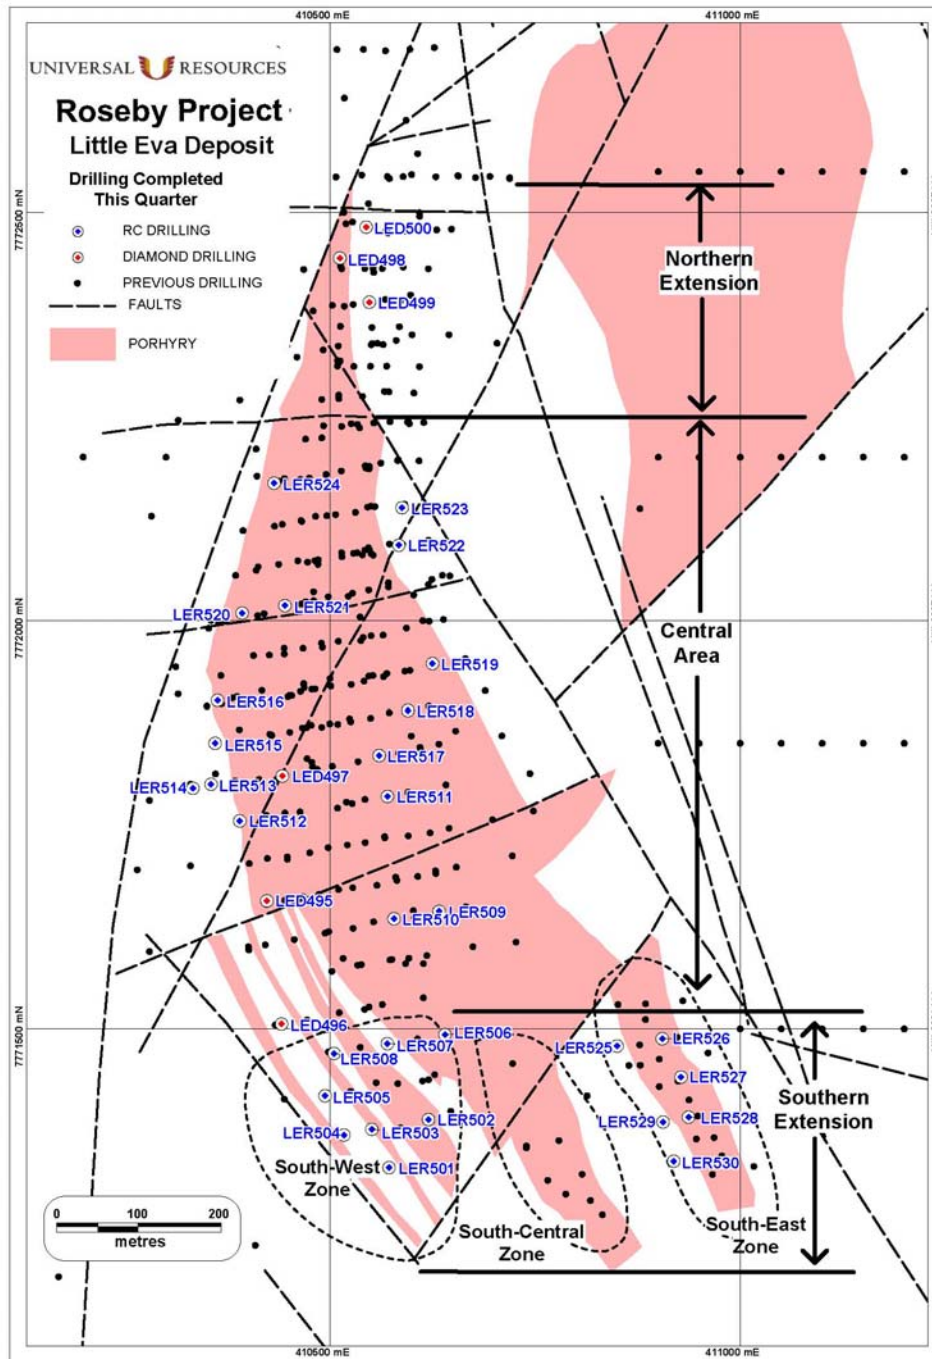 410500 mE
411000 mE
UNIVERSAL RESOURCES
Roseby Project
Little Eva Deposit
Drilling Completed
This Quarter
RC DRILLING
DIAMOND DRILLING
PREVIOUS DRILLING
FAULTS
PORHYRY
7772500 mN
LED500
LED498
LED499
Northern
Extension
LER524
LER523
LER522
LER521
LER520
7772000 mN
Central
Area
LER519
LER516
LER518
LER515
LER517
LED497
LER514
LER513
LER511
LER512
LED495
LER509
LER510
LED496
7771500 mN
LER506
LER507
LER508
LER525
LER526
LER527
LER505
Southern
Extension
LER502
LER503
LER504
LER529
LER528
LER501
LER530
South-West
Zone
South-Central
Zone
South-East
Zone
0 100 200
metres
410500 mE
411000 mE